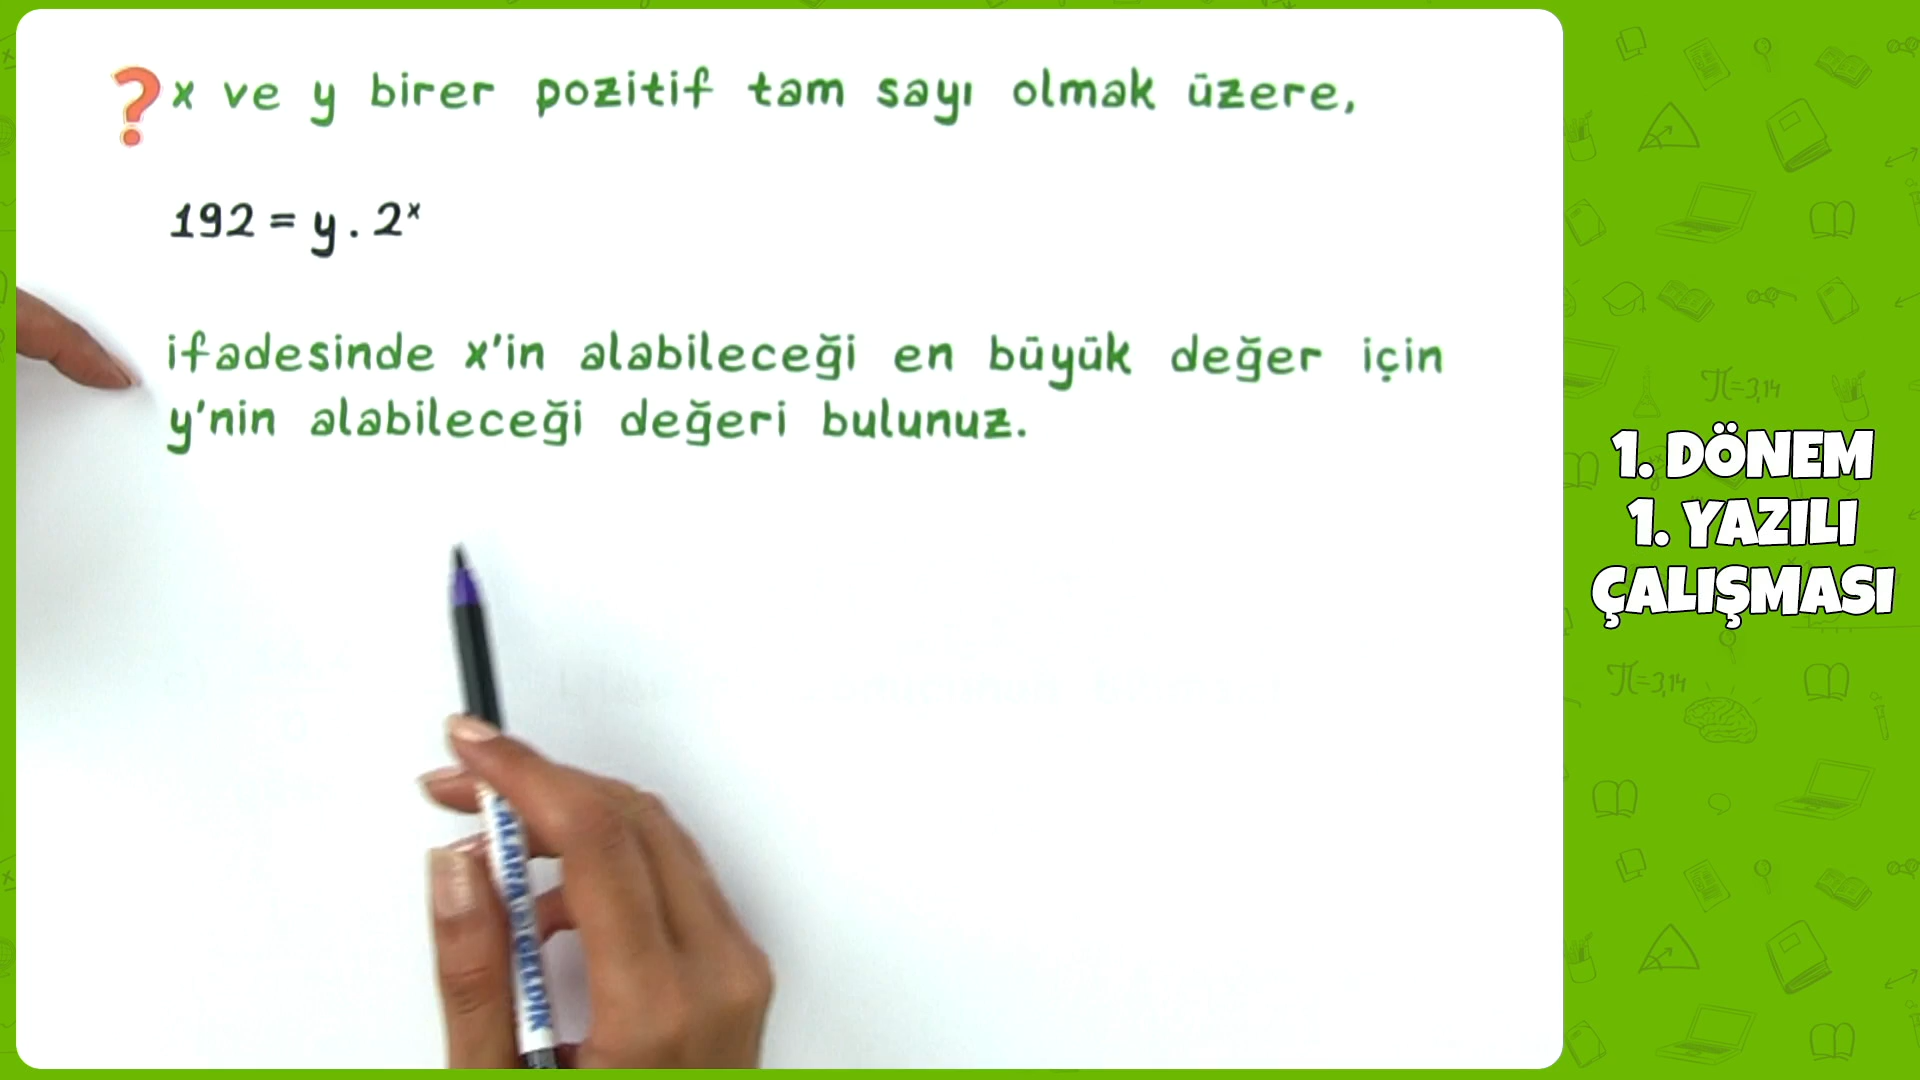 ? x ve y birer pozitif tam sayı olmak üzere,
192 = y . 2ˣ
ifadesinde x'in alabileceği en büyük değer için
y'nin alabileceği değeri bulunuz.
1. DÖNEM
1. YAZILI
ÇALIŞMASI
π=3,14
π=3,14